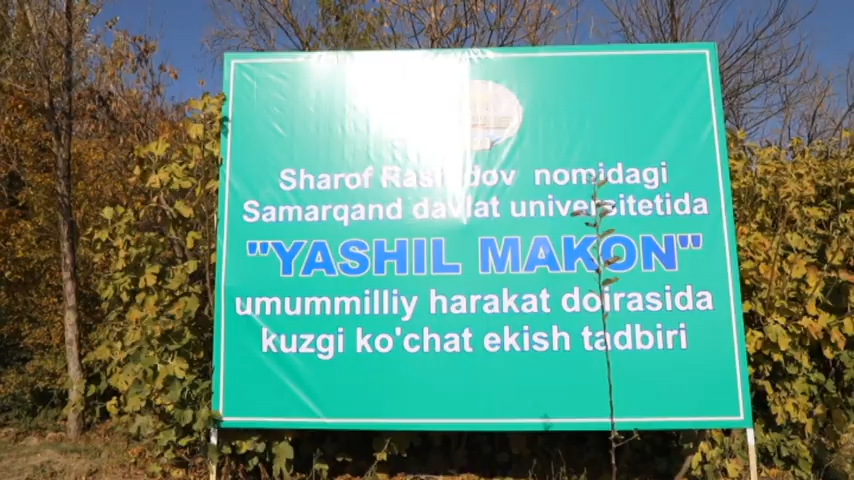 Sharof Rashidov nomidagi
Samarqand davlat universitetida
"YASHIL MAKON"
umummilliy harakat doirasida
kuzgi ko'chat ekish tadbiri